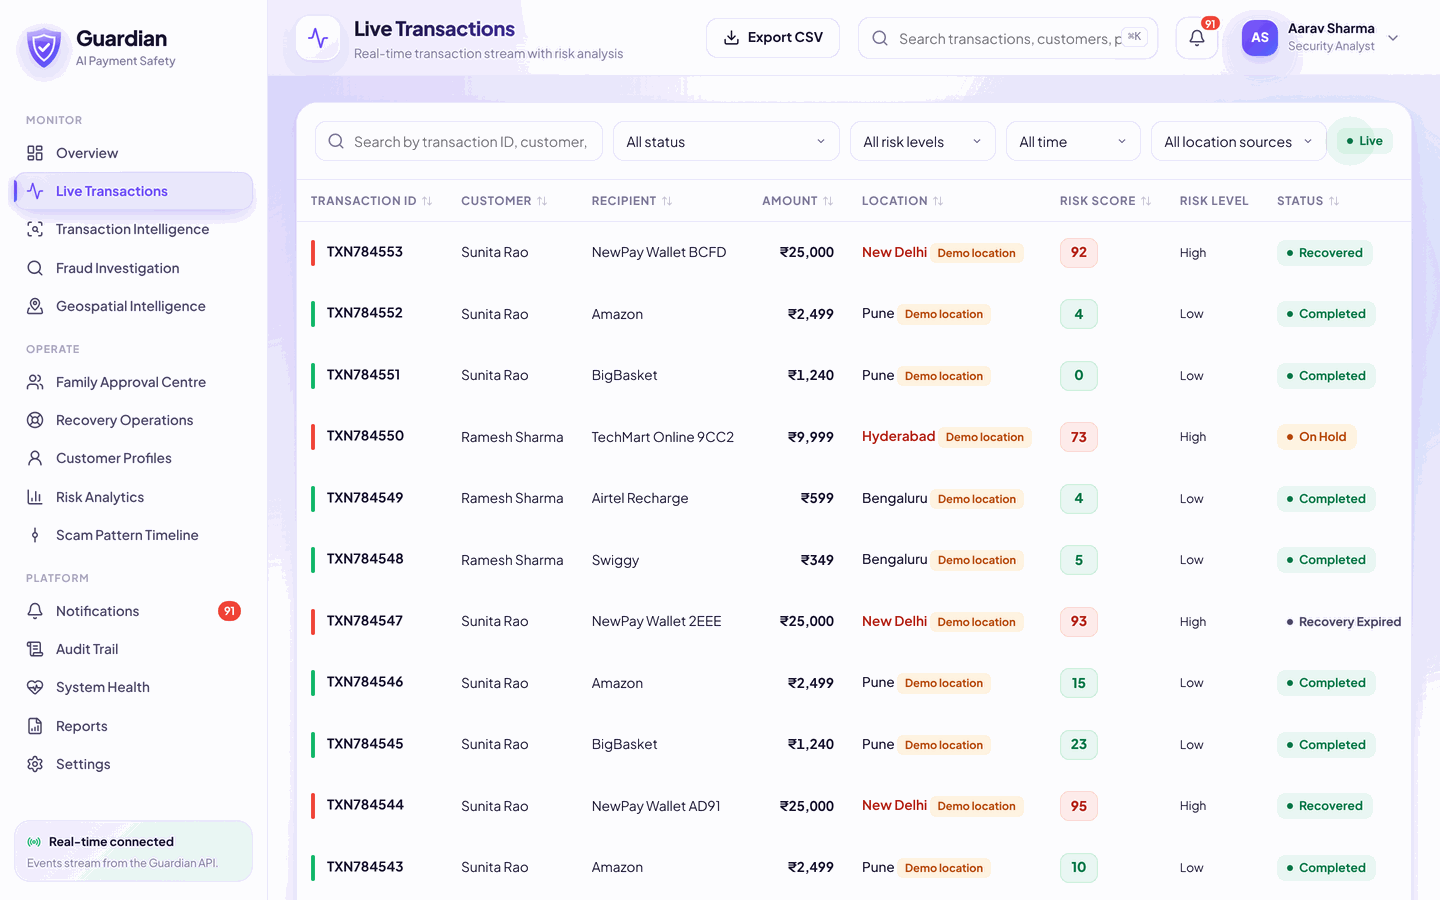 Guardian
AI Payment Safety
MONITOR
Overview
Live Transactions
Transaction Intelligence
Fraud Investigation
Geospatial Intelligence
OPERATE
Family Approval Centre
Recovery Operations
Customer Profiles
Risk Analytics
Scam Pattern Timeline
PLATFORM
Notifications 91
Audit Trail
System Health
Reports
Settings
Real-time connected
Events stream from the Guardian API.
Live Transactions
Real-time transaction stream with risk analysis
Export CSV
Search transactions, customers, p ⌘K
91
AS
Aarav Sharma
Security Analyst
Search by transaction ID, customer, All status All risk levels All time All location sources Live
TRANSACTION ID CUSTOMER RECIPIENT AMOUNT LOCATION RISK SCORE RISK LEVEL STATUS
TXN784553 Sunita Rao NewPay Wallet BCFD ₹25,000 New Delhi Demo location 92 High Recovered
TXN784552 Sunita Rao Amazon ₹2,499 Pune Demo location 4 Low Completed
TXN784551 Sunita Rao BigBasket ₹1,240 Pune Demo location 0 Low Completed
TXN784550 Ramesh Sharma TechMart Online 9CC2 ₹9,999 Hyderabad Demo location 73 High On Hold
TXN784549 Ramesh Sharma Airtel Recharge ₹599 Bengaluru Demo location 4 Low Completed
TXN784548 Ramesh Sharma Swiggy ₹349 Bengaluru Demo location 5 Low Completed
TXN784547 Sunita Rao NewPay Wallet 2EEE ₹25,000 New Delhi Demo location 93 High Recovery Expired
TXN784546 Sunita Rao Amazon ₹2,499 Pune Demo location 15 Low Completed
TXN784545 Sunita Rao BigBasket ₹1,240 Pune Demo location 23 Low Completed
TXN784544 Sunita Rao NewPay Wallet AD91 ₹25,000 New Delhi Demo location 95 High Recovered
TXN784543 Sunita Rao Amazon ₹2,499 Pune Demo location 10 Low Completed